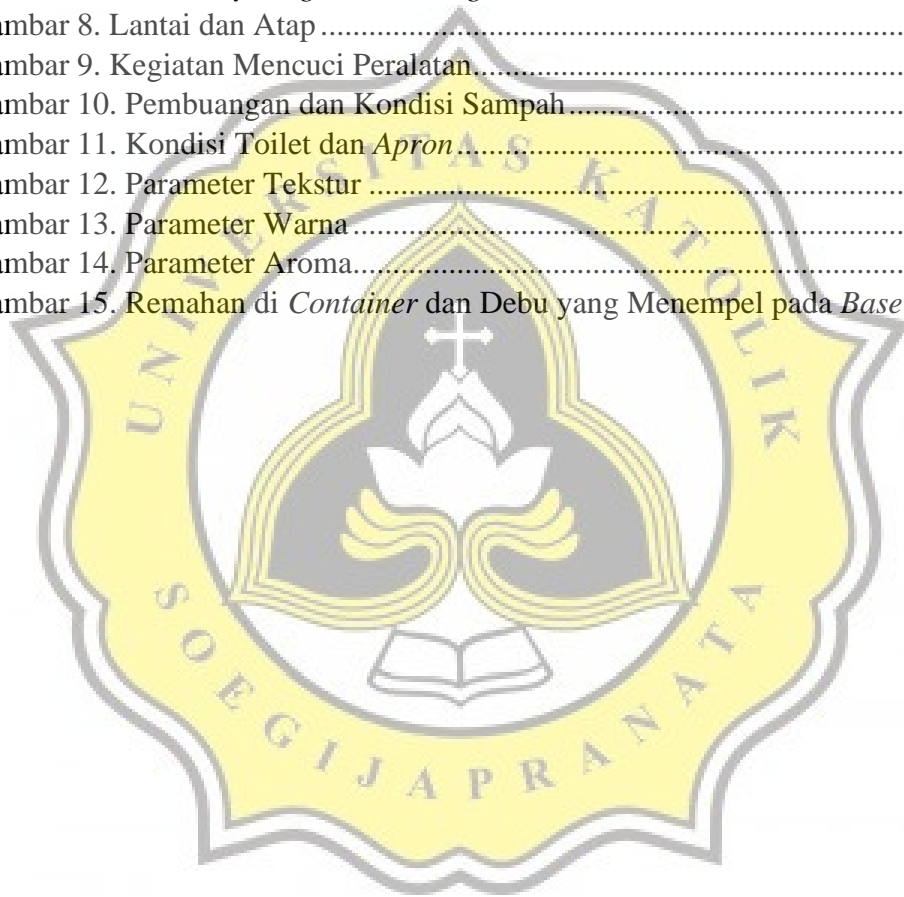 ambar 8. Lantai dan Atap
ambar 9. Kegiatan Mencuci Peralatan
ambar 10. Pembuangan dan Kondisi Sampah
ambar 11. Kondisi Toilet dan Apron
ambar 12. Parameter Tekstur
ambar 13. Parameter Warna
ambar 14. Parameter Aroma
ambar 15. Remahan di Container dan Debu yang Menempel pada Base
UNIVERSITAS KATOLIK
SOEGIJAPRANATA